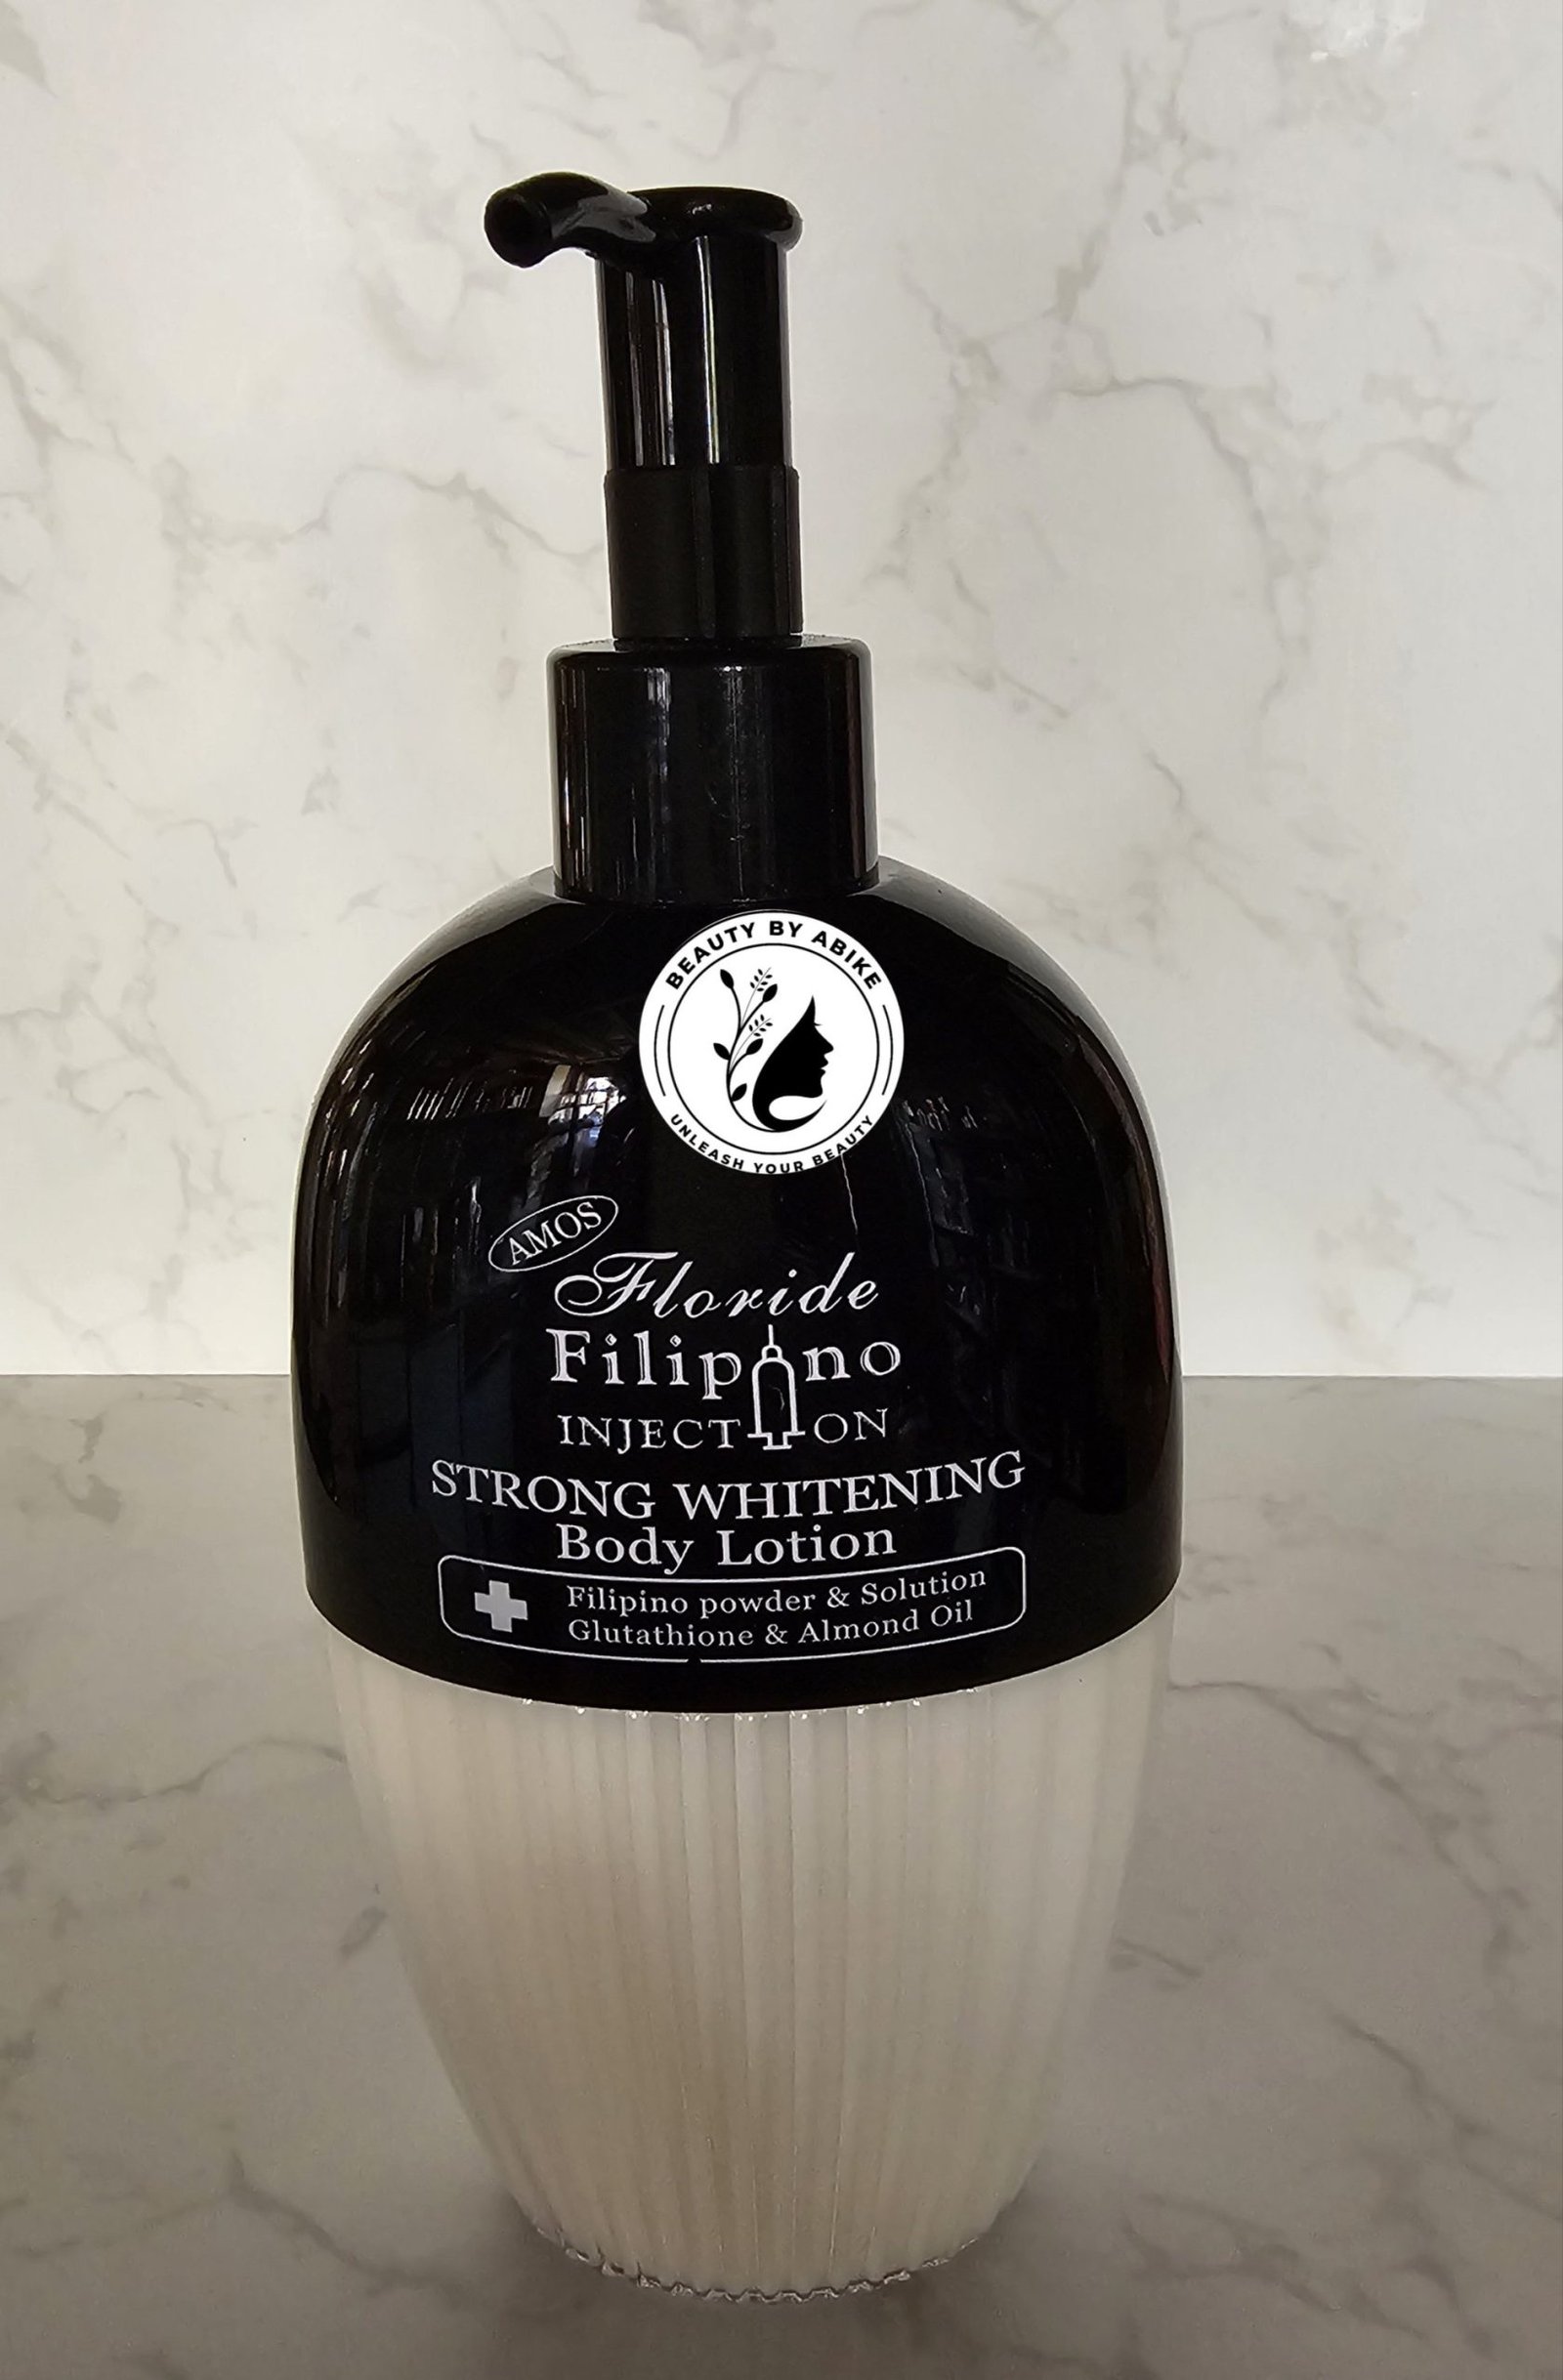 BEAUTY BY ABIKE
UNLEASH YOUR BEAUTY
AMOS
Floride
Filipino
INJECTION
STRONG WHITENING
Body Lotion
Filipino powder & Solution
Glutathione & Almond Oil